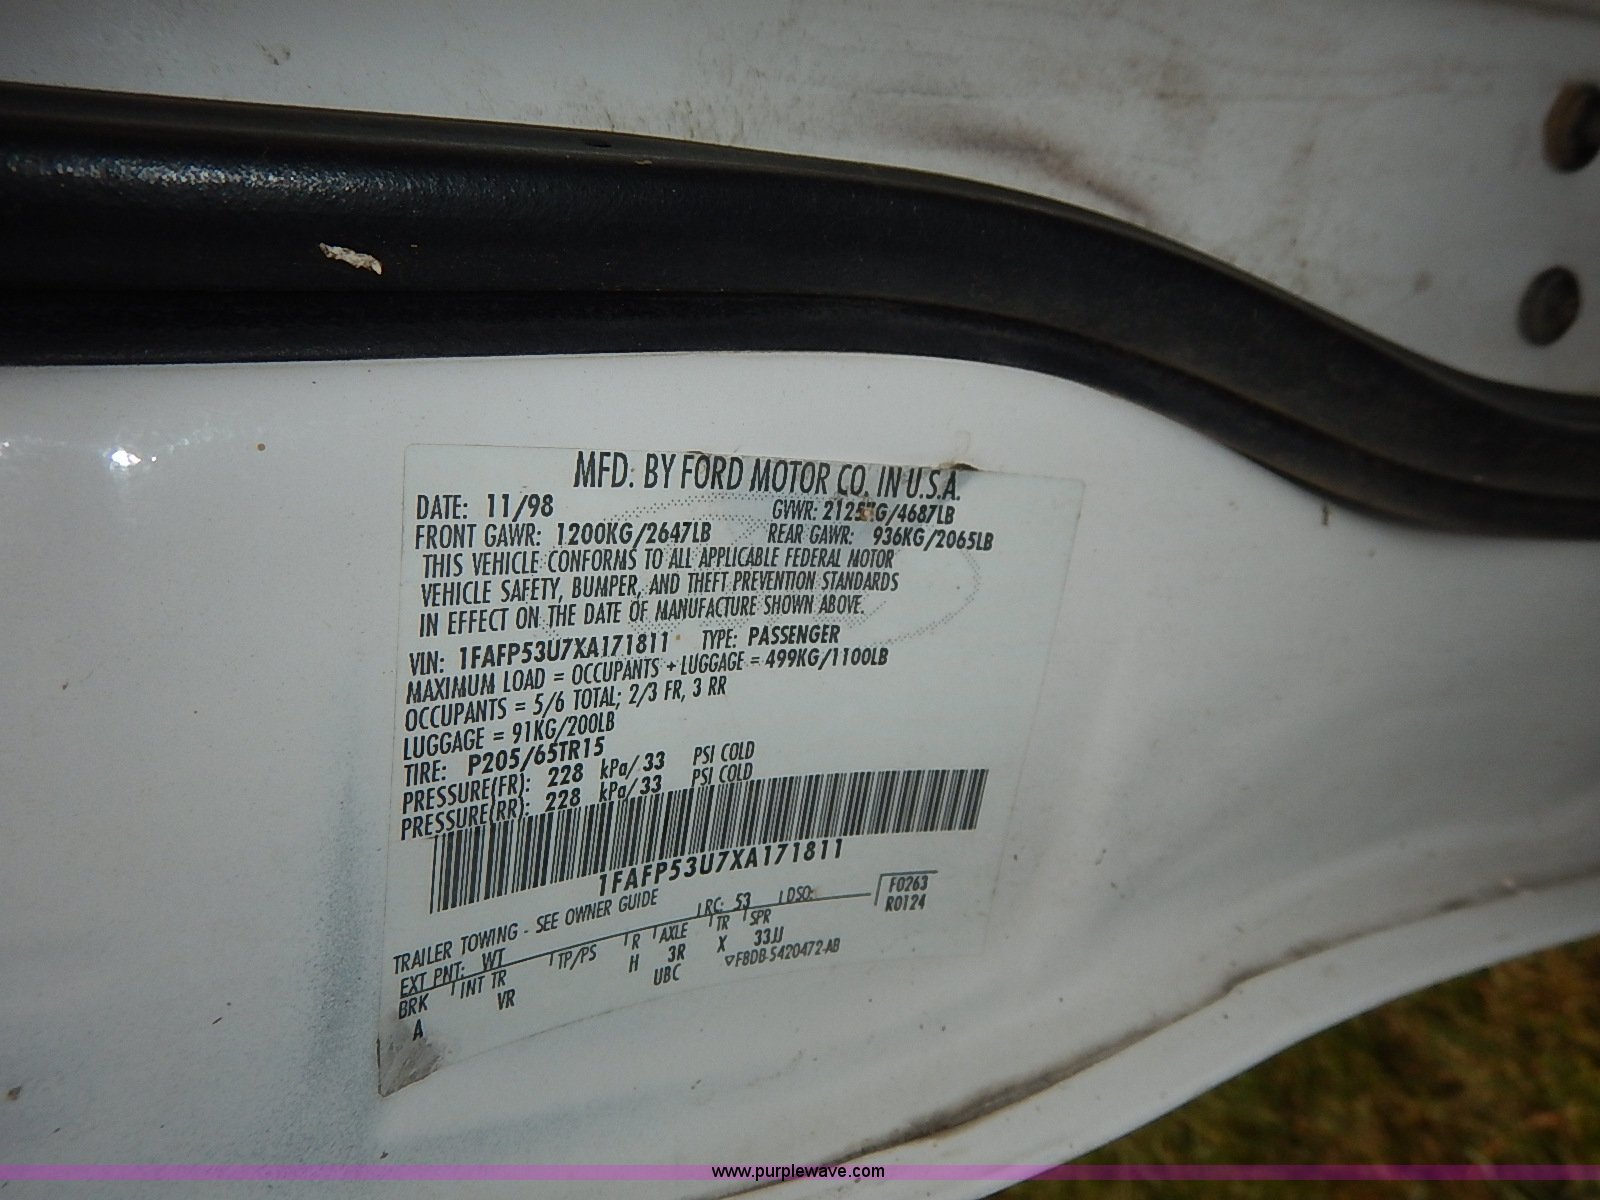 MFD. BY FORD MOTOR CO. IN U.S.A.
DATE: 11/98 GVWR: 2125KG/4687LB
FRONT GAWR: 1200KG/2647LB REAR GAWR: 936KG/2065LB
THIS VEHICLE CONFORMS TO ALL APPLICABLE FEDERAL MOTOR
VEHICLE SAFETY, BUMPER, AND THEFT PREVENTION STANDARDS
IN EFFECT ON THE DATE OF MANUFACTURE SHOWN ABOVE.
VIN: 1FAFP53U7XA171811 TYPE: PASSENGER
MAXIMUM LOAD = OCCUPANTS + LUGGAGE = 499KG/1100LB
OCCUPANTS = 5/6 TOTAL; 2/3 FR, 3 RR
LUGGAGE = 91KG/200LB
TIRE: P205/65TR15
PRESSURE(FR): 228 kPa/33 PSI COLD
PRESSURE(RR): 228 kPa/33 PSI COLD
1FAFP53U7XA171811
TRAILER TOWING - SEE OWNER GUIDE
F0263
R0124
EXT PNT: WT RC: 53 DSO:
BRK INT TR TP/PS R AXLE TR SPR
A VR H 3R X 33JJ
UBC ▽F8DB-5420472-AB
www.purplewave.com